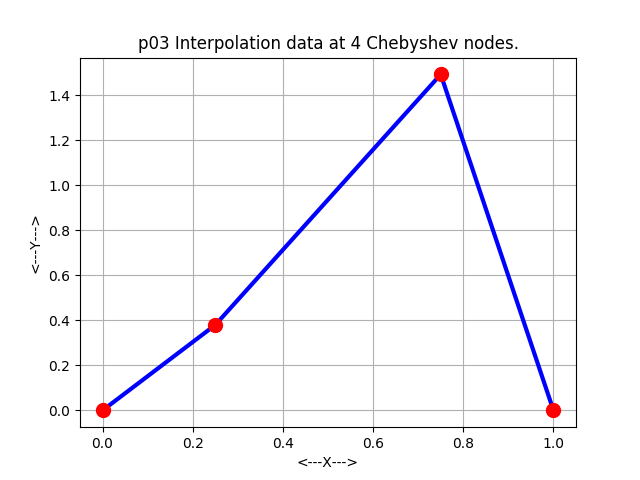 p03 Interpolation data at 4 Chebyshev nodes.
1.4
1.2
1.0
0.8
0.6
0.4
0.2
0.0
<---Y--->
0.0 0.2 0.4 0.6 0.8 1.0
<---X--->